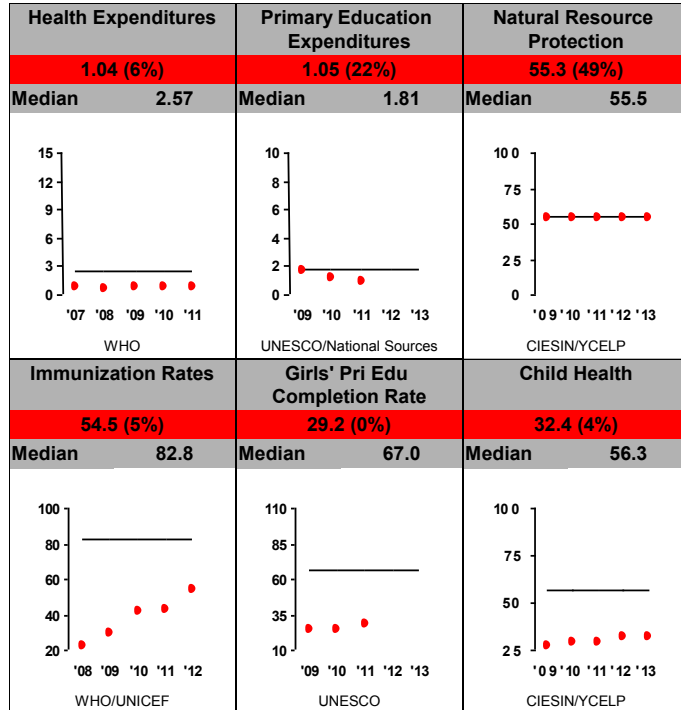 Health Expenditures
1.04 (6%)
Median 2.57
15
12
9
6
3
0
'07 '08 '09 '10 '11
WHO
Primary Education
Expenditures
1.05 (22%)
Median 1.81
10
8
6
4
2
0
'09 '10 '11 '12 '13
UNESCO/National Sources
Natural Resource
Protection
55.3 (49%)
Median 55.5
10 0
75
50
2 5
0
'0 9 '10 '11 '12 '13
CIESIN/YCELP
Immunization Rates
54.5 (5%)
Median 82.8
100
80
60
40
20
'08 '09 '10 '11 '12
WHO/UNICEF
Girls' Pri Edu
Completion Rate
29.2 (0%)
Median 67.0
110
85
60
35
10
'09 '10 '11 '12 '13
UNESCO
Child Health
32.4 (4%)
Median 56.3
10 0
75
50
2 5
'0 9 '10 '11 '12 '13
CIESIN/YCELP